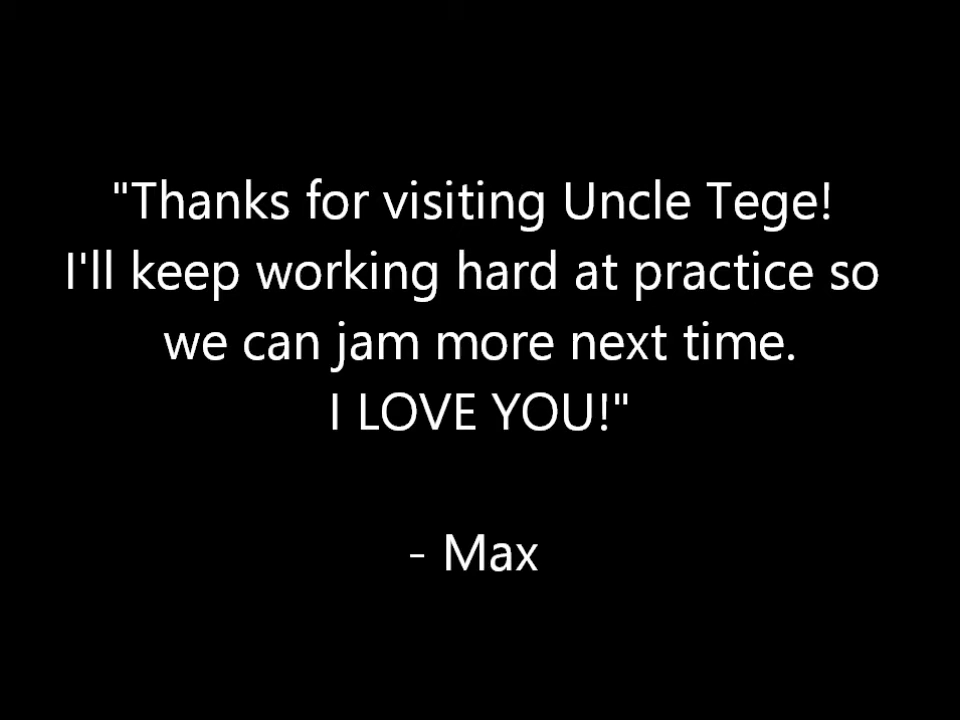 "Thanks for visiting Uncle Tege!
I'll keep working hard at practice so
we can jam more next time.
I LOVE YOU!"
- Max